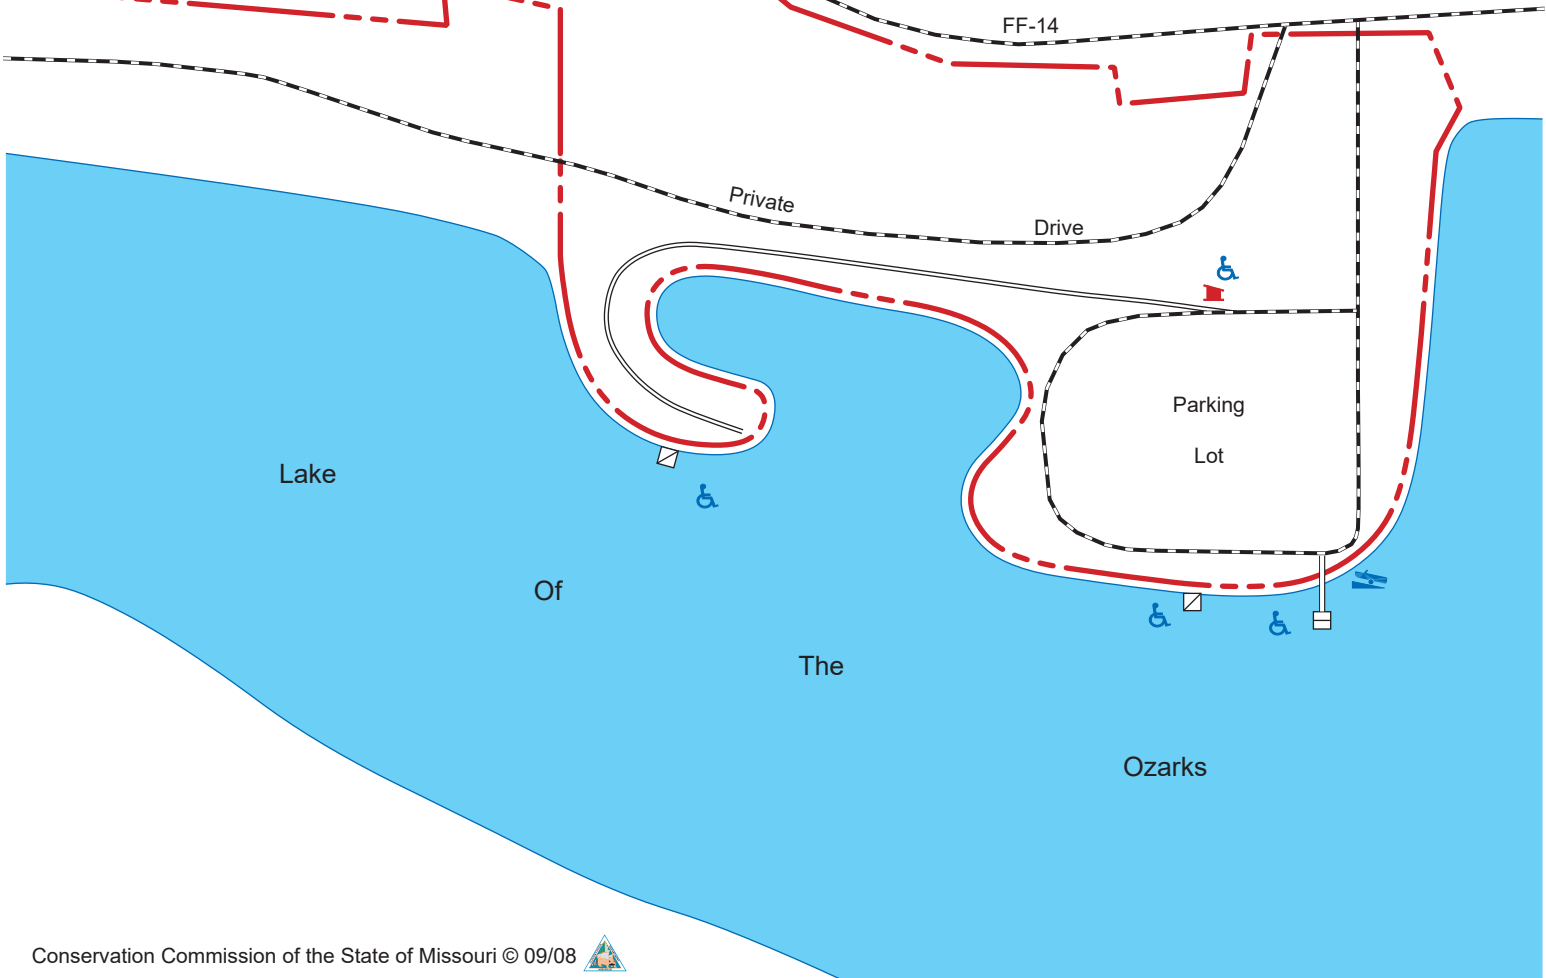 FF-14
Private
Drive
Parking
Lot
Lake
Of
The
Ozarks
Conservation Commission of the State of Missouri © 09/08